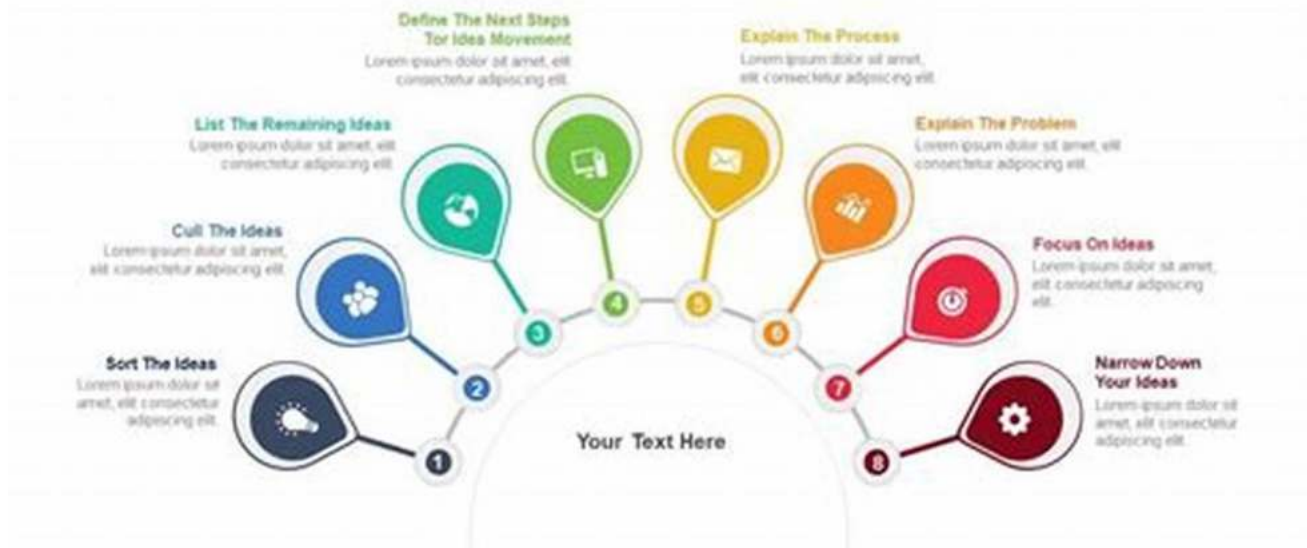 Define The Next Steps
Tor Idea Movement
Lorem ipsum dolor sit amet, elit
consectetur adipiscing elit.
Explain The Process
Lorem ipsum dolor sit amet,
elit consectetur adipiscing elit.
List The Remaining Ideas
Lorem ipsum dolor sit amet, elit
consectetur adipiscing elit.
Explain The Problem
Lorem ipsum dolor sit amet, elit
consectetur adipiscing elit.
Cull The Ideas
Lorem ipsum dolor sit amet,
elit consectetur adipiscing elit.
Focus On Ideas
Lorem ipsum dolor sit amet,
elit consectetur adipiscing
elit.
Sort The Ideas
Lorem ipsum dolor sit
amet, elit consectetur
adipiscing elit.
Narrow Down
Your Ideas
Lorem ipsum dolor sit
amet, elit consectetur
adipiscing elit.
1
2
3
4
5
6
7
8
Your Text Here